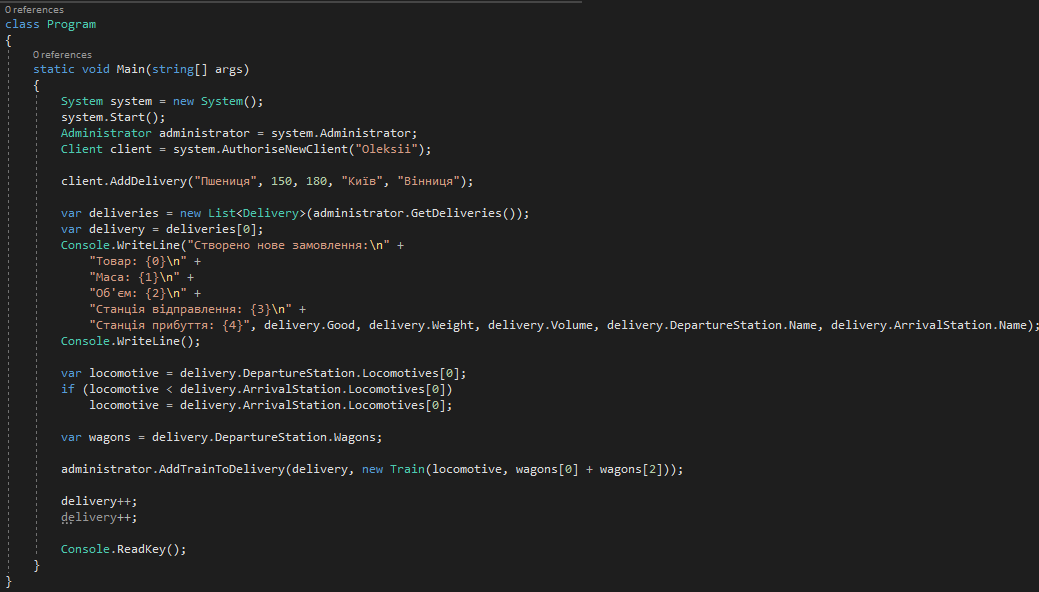 0 references
class Program
{
0 references
static void Main(string[] args)
{
System system = new System();
system.Start();
Administrator administrator = system.Administrator;
Client client = system.AuthoriseNewClient("Oleksii");
client.AddDelivery("Пшениця", 150, 180, "Київ", "Вінниця");
var deliveries = new List<Delivery>(administrator.GetDeliveries());
var delivery = deliveries[0];
Console.WriteLine("Створено нове замовлення:\n" +
"Товар: {0}\n" +
"Маса: {1}\n" +
"Об'єм: {2}\n" +
"Станція відправлення: {3}\n" +
"Станція прибуття: {4}", delivery.Good, delivery.Weight, delivery.Volume, delivery.DepartureStation.Name, delivery.ArrivalStation.Name);
Console.WriteLine();
var locomotive = delivery.DepartureStation.Locomotives[0];
if (locomotive < delivery.ArrivalStation.Locomotives[0])
locomotive = delivery.ArrivalStation.Locomotives[0];
var wagons = delivery.DepartureStation.Wagons;
administrator.AddTrainToDelivery(delivery, new Train(locomotive, wagons[0] + wagons[2]));
delivery++;
delivery++;
Console.ReadKey();
}
}